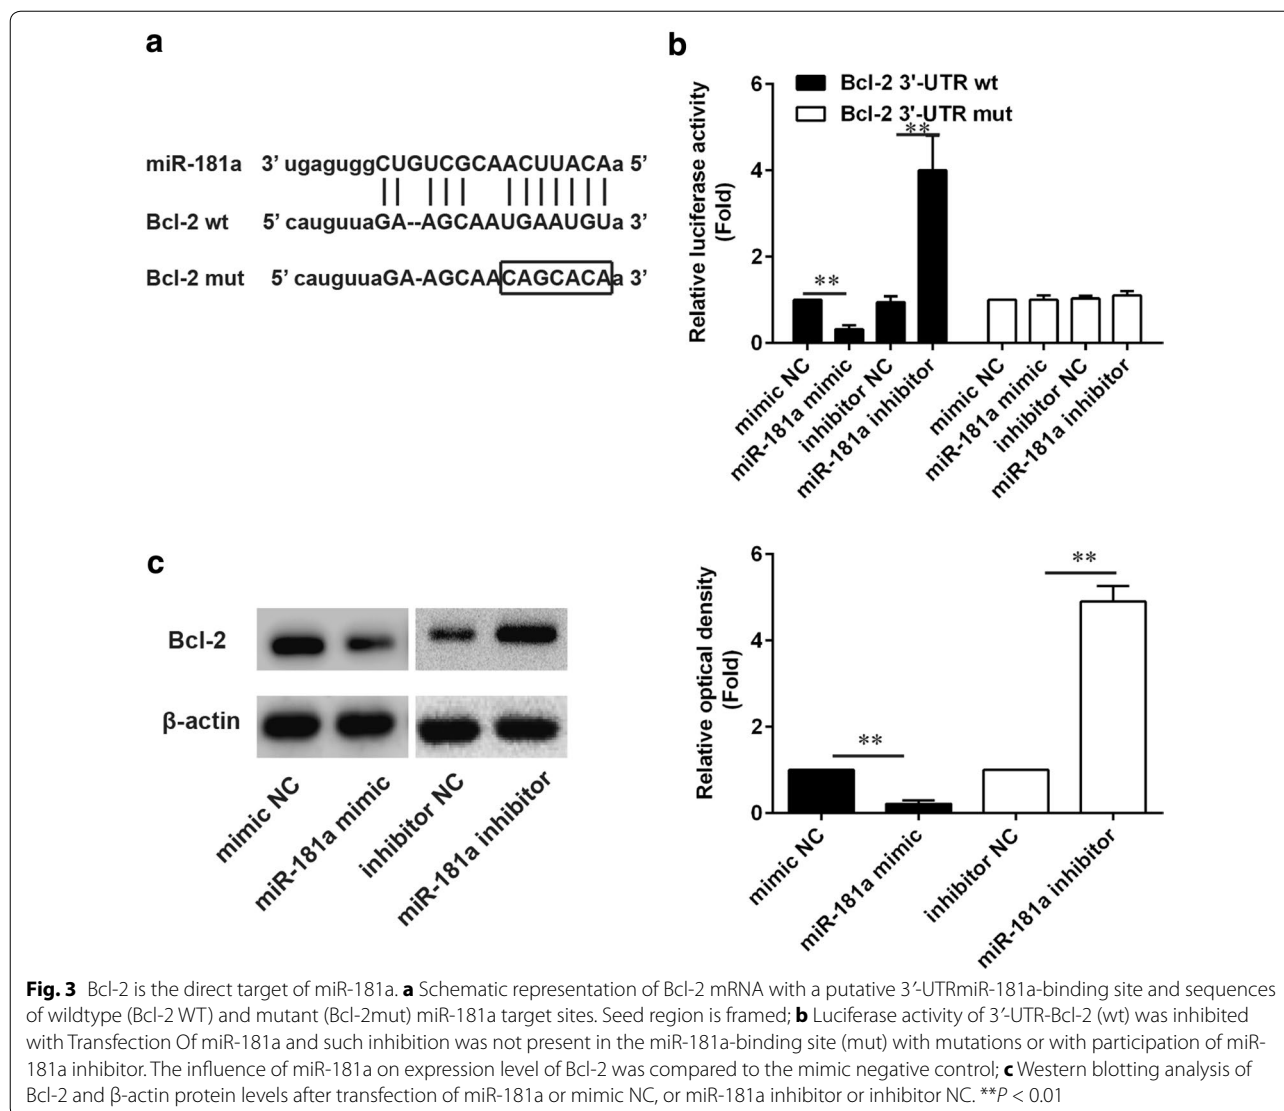 a
miR-181a 3’ ugaguggCUGUCGCAACUUACAa 5’
Bcl-2 wt 5’ cauguuaGA--AGCAAUGAAUGUa 3’
Bcl-2 mut 5’ cauguuaGA-AGCAACAGCACAa 3’
b
Relative luciferase activity
(Fold)
6
4
2
0
Bcl-2 3'-UTR wt
Bcl-2 3'-UTR mut
**
**
mimic NC
miR-181a mimic
inhibitor NC
miR-181a inhibitor
mimic NC
miR-181a mimic
inhibitor NC
miR-181a inhibitor
c
Bcl-2
β-actin
mimic NC
miR-181a mimic
inhibitor NC
miR-181a inhibitor
Relative optical density
(Fold)
6
4
2
0
**
**
mimic NC
miR-181a mimic
inhibitor NC
miR-181a inhibitor
Fig. 3 Bcl-2 is the direct target of miR-181a. a Schematic representation of Bcl-2 mRNA with a putative 3′-UTRmiR-181a-binding site and sequences
of wildtype (Bcl-2 WT) and mutant (Bcl-2mut) miR-181a target sites. Seed region is framed; b Luciferase activity of 3′-UTR-Bcl-2 (wt) was inhibited
with Transfection Of miR-181a and such inhibition was not present in the miR-181a-binding site (mut) with mutations or with participation of miR-
181a inhibitor. The influence of miR-181a on expression level of Bcl-2 was compared to the mimic negative control; c Western blotting analysis of
Bcl-2 and β-actin protein levels after transfection of miR-181a or mimic NC, or miR-181a inhibitor or inhibitor NC. **P < 0.01